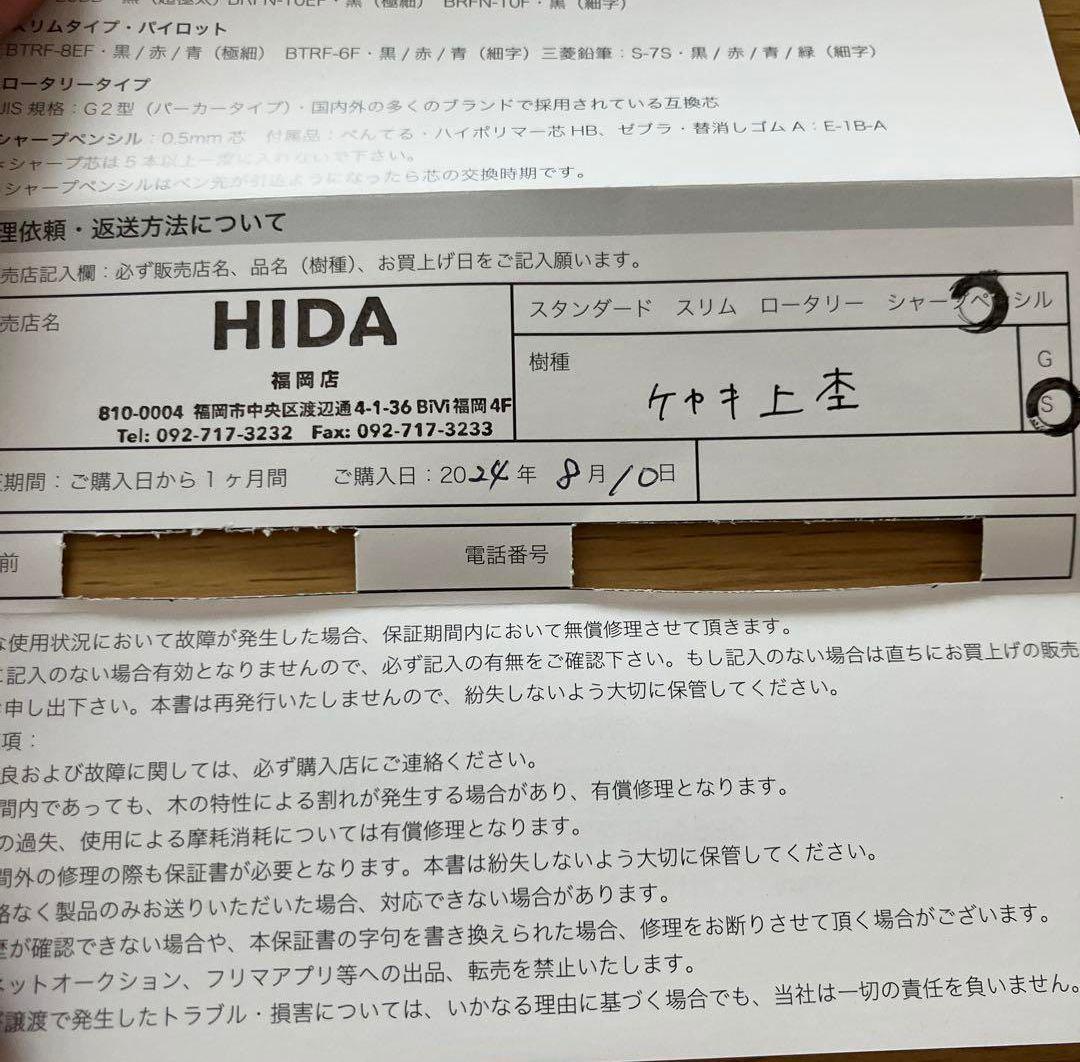 BRFN-10EF・黒（極細） BRFN-10F・黒（細字）
スリムタイプ・パイロット
BTRF-8EF・黒/赤/青（極細） BTRF-6F・黒/赤/青（細字）三菱鉛筆：S-7S・黒/赤/青/緑（細字）
ロータリータイプ
JIS規格：G2型（パーカータイプ）・国内外の多くのブランドで採用されている互換芯
シャープペンシル：0.5mm芯 付属品：ぺんてる・ハイポリマー芯HB、ゼブラ・替消しゴムA：E-1B-A
シャープ芯は5本以上一度に入れないで下さい。
シャープペンシルはペン先が引込ようになったら芯の交換時期です。
理依頼・返送方法について
売店記入欄：必ず販売店名、品名（樹種）、お買上げ日をご記入願います。
売店名
HIDA
福岡店
810-0004 福岡市中央区渡辺通4-1-36 BiVi福岡4F
Tel: 092-717-3232 Fax: 092-717-3233
スタンダード スリム ロータリー シャープペンシル
樹種
ケヤキ上杢
G
S
期間：ご購入日から1ヶ月間 ご購入日：2024年 8月10日
前 電話番号
な使用状況において故障が発生した場合、保証期間内において無償修理させて頂きます。
に記入のない場合有効となりませんので、必ず記入の有無をご確認下さい。もし記入のない場合は直ちにお買上げの販売
申し出下さい。本書は再発行いたしませんので、紛失しないよう大切に保管してください。
項：
良および故障に関しては、必ず購入店にご連絡ください。
間内であっても、木の特性による割れが発生する場合があり、有償修理となります。
の過失、使用による摩耗消耗については有償修理となります。
間外の修理の際も保証書が必要となります。本書は紛失しないよう大切に保管してください。
絡なく製品のみお送りいただいた場合、対応できない場合があります。
歴が確認できない場合や、本保証書の字句を書き換えられた場合、修理をお断りさせて頂く場合がございます。
ネットオークション、フリマアプリ等への出品、転売を禁止いたします。
譲渡で発生したトラブル・損害については、いかなる理由に基づく場合でも、当社は一切の責任を負いません。